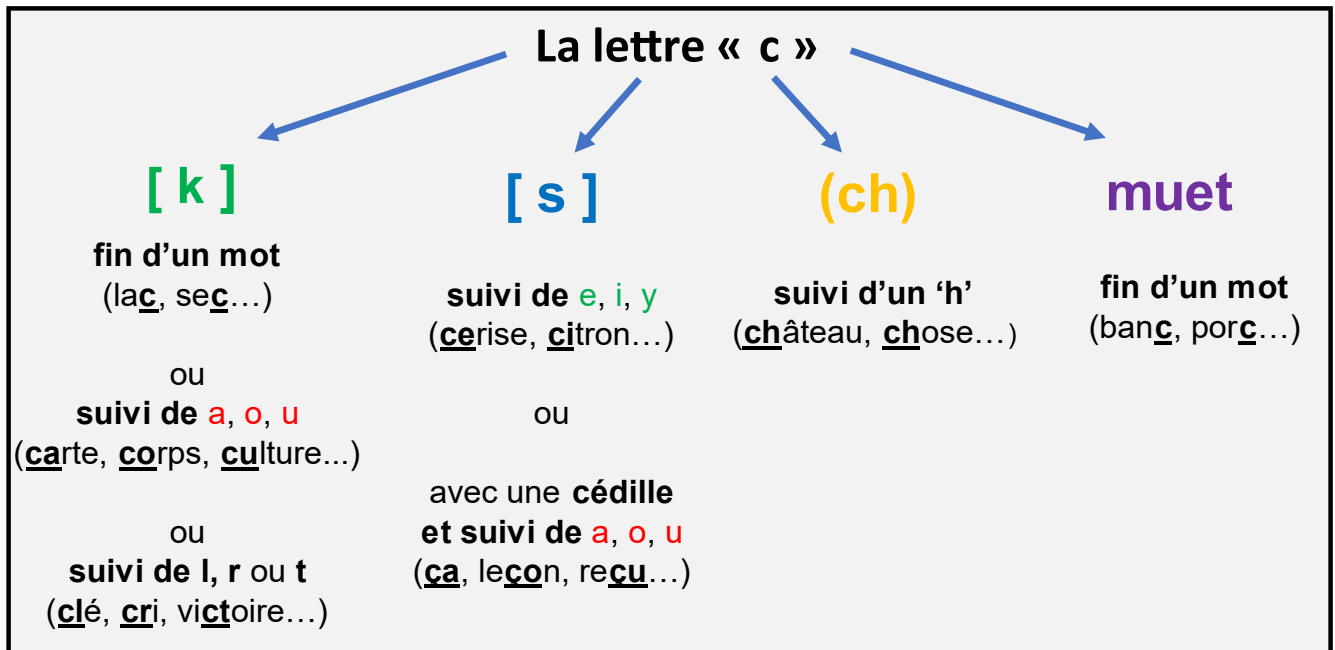 La lettre « c »
[ k ]
fin d’un mot
(lac, sec…)
ou
suivi de a, o, u
(carte, corps, culture...)
ou
suivi de l, r ou t
(clé, cri, victoire…)
[ s ]
suivi de e, i, y
(cerise, citron…)
ou
avec une cédille
et suivi de a, o, u
(ça, leçon, reçu…)
(ch)
suivi d’un ‘h’
(château, chose…)
muet
fin d’un mot
(banc, porc…)